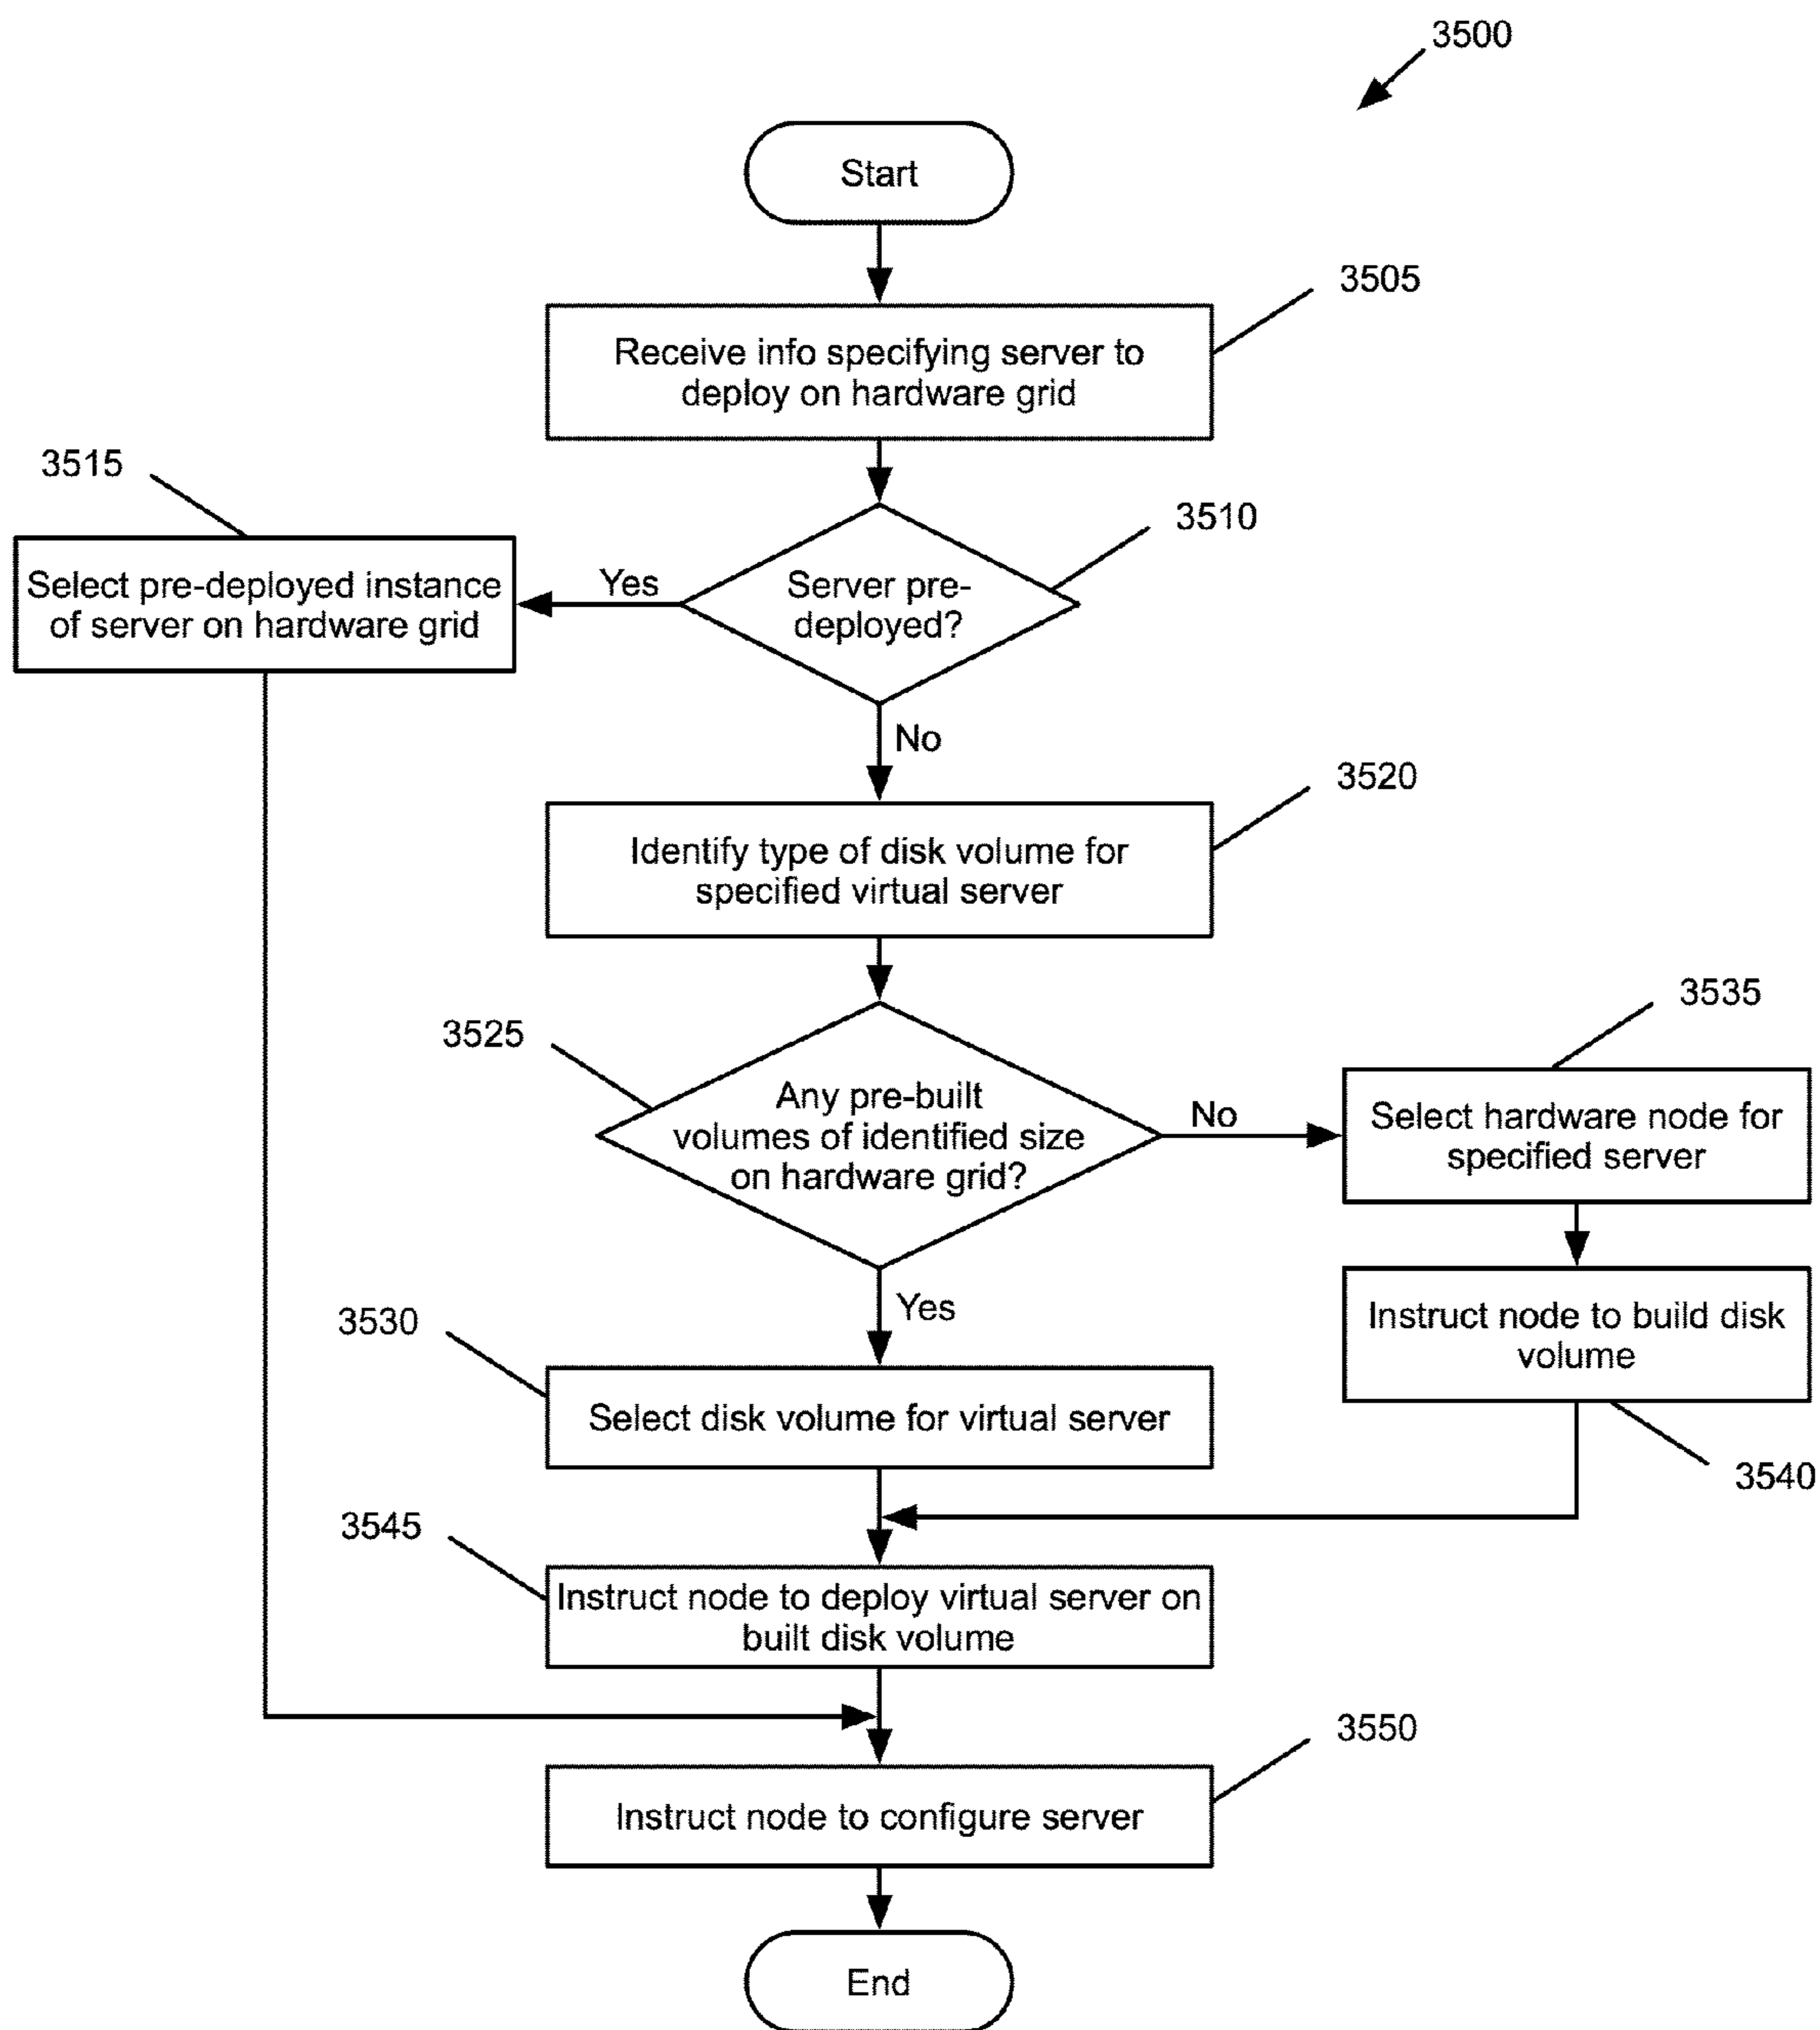 3500
Start
3505
Receive info specifying server to
deploy on hardware grid
3515
3510
Select pre-deployed instance
of server on hardware grid
Yes
Server pre-
deployed?
No
3520
Identify type of disk volume for
specified virtual server
3535
3525
Any pre-built
volumes of identified size
on hardware grid?
No
Select hardware node for
specified server
Yes
3530
Instruct node to build disk
volume
Select disk volume for virtual server
3540
3545
Instruct node to deploy virtual server on
built disk volume
3550
Instruct node to configure server
End